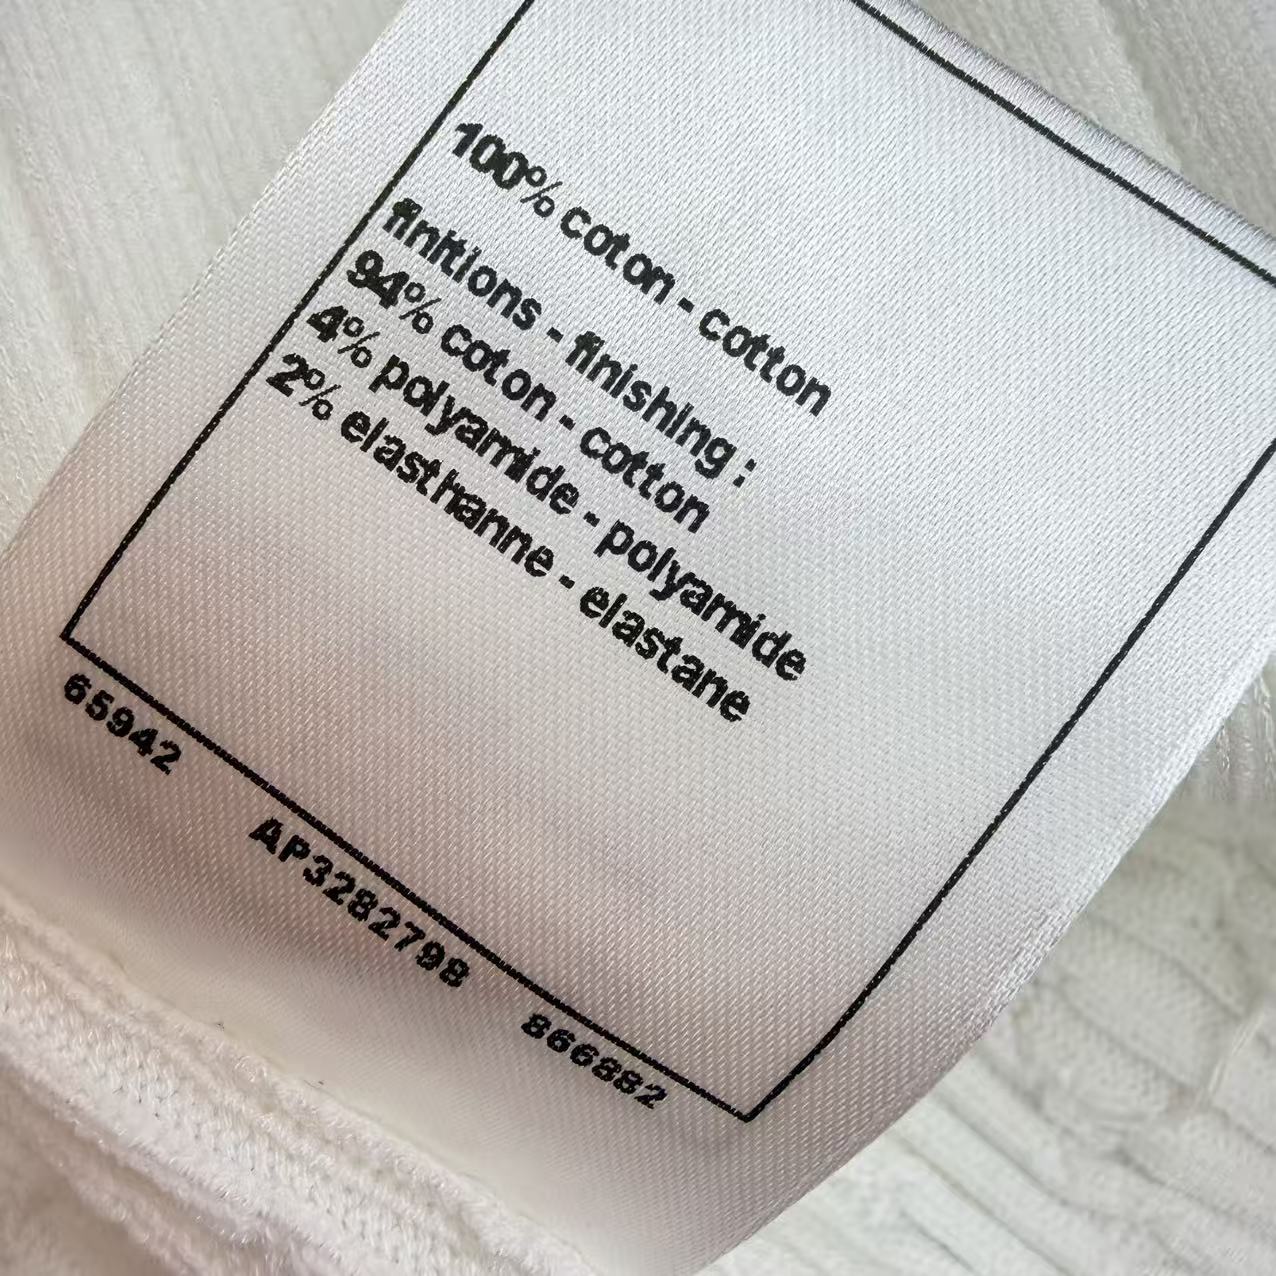 100% coton - cotton
finitions - finishing :
94% coton - cotton
4% polyamide - polyamide
2% elasthanne - elastane
65942 AP3282798 866882